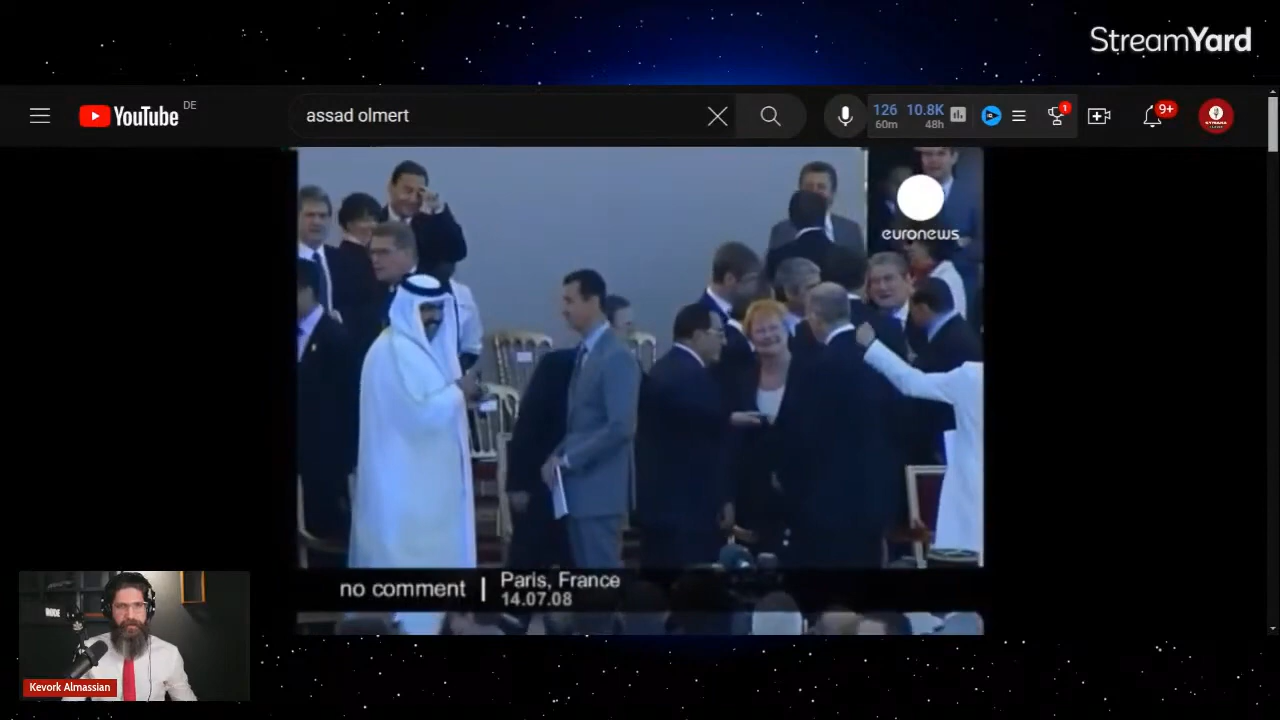 StreamYard
YouTube DE
assad olmert
126 10.8K
60m 48h
1
9+
euronews
no comment | Paris, France
14.07.08
Kevork Almassian